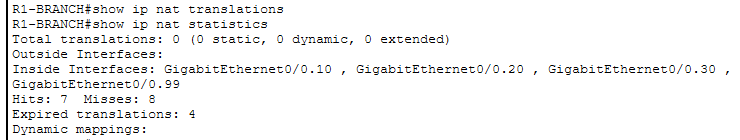 R1-BRANCH#show ip nat translations
R1-BRANCH#show ip nat statistics
Total translations: 0 (0 static, 0 dynamic, 0 extended)
Outside Interfaces:
Inside Interfaces: GigabitEthernet0/0.10 , GigabitEthernet0/0.20 , GigabitEthernet0/0.30 ,
GigabitEthernet0/0.99
Hits: 7  Misses: 8
Expired translations: 4
Dynamic mappings: